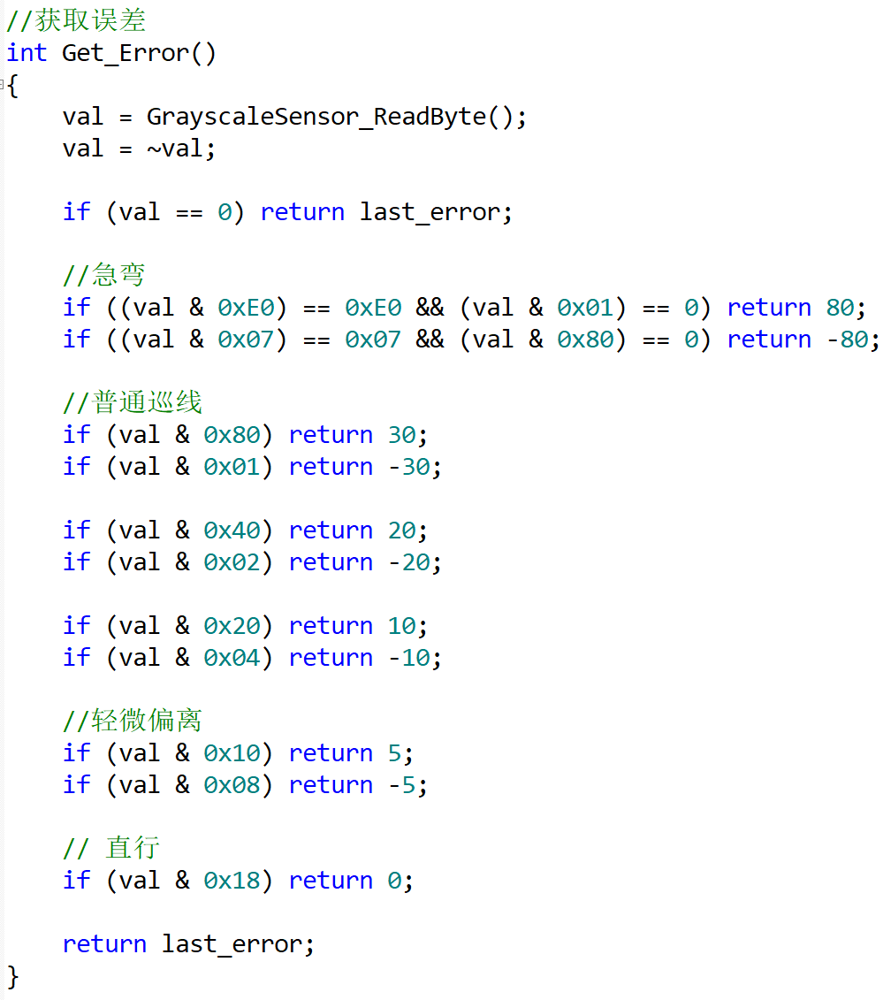 //获取误差
int Get_Error()
{
    val = GrayscaleSensor_ReadByte();
    val = ~val;
    if (val == 0) return last_error;
    //急弯
    if ((val & 0xE0) == 0xE0 && (val & 0x01) == 0) return 80;
    if ((val & 0x07) == 0x07 && (val & 0x80) == 0) return -80;
    //普通巡线
    if (val & 0x80) return 30;
    if (val & 0x01) return -30;
    if (val & 0x40) return 20;
    if (val & 0x02) return -20;
    if (val & 0x20) return 10;
    if (val & 0x04) return -10;
    //轻微偏离
    if (val & 0x10) return 5;
    if (val & 0x08) return -5;
    // 直行
    if (val & 0x18) return 0;
    return last_error;
}